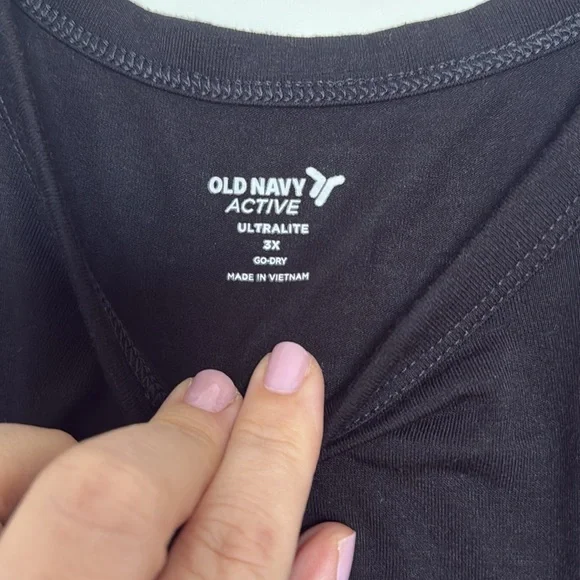 OLD NAVY
ACTIVE
ULTRALITE
3X
GO-DRY
MADE IN VIETNAM